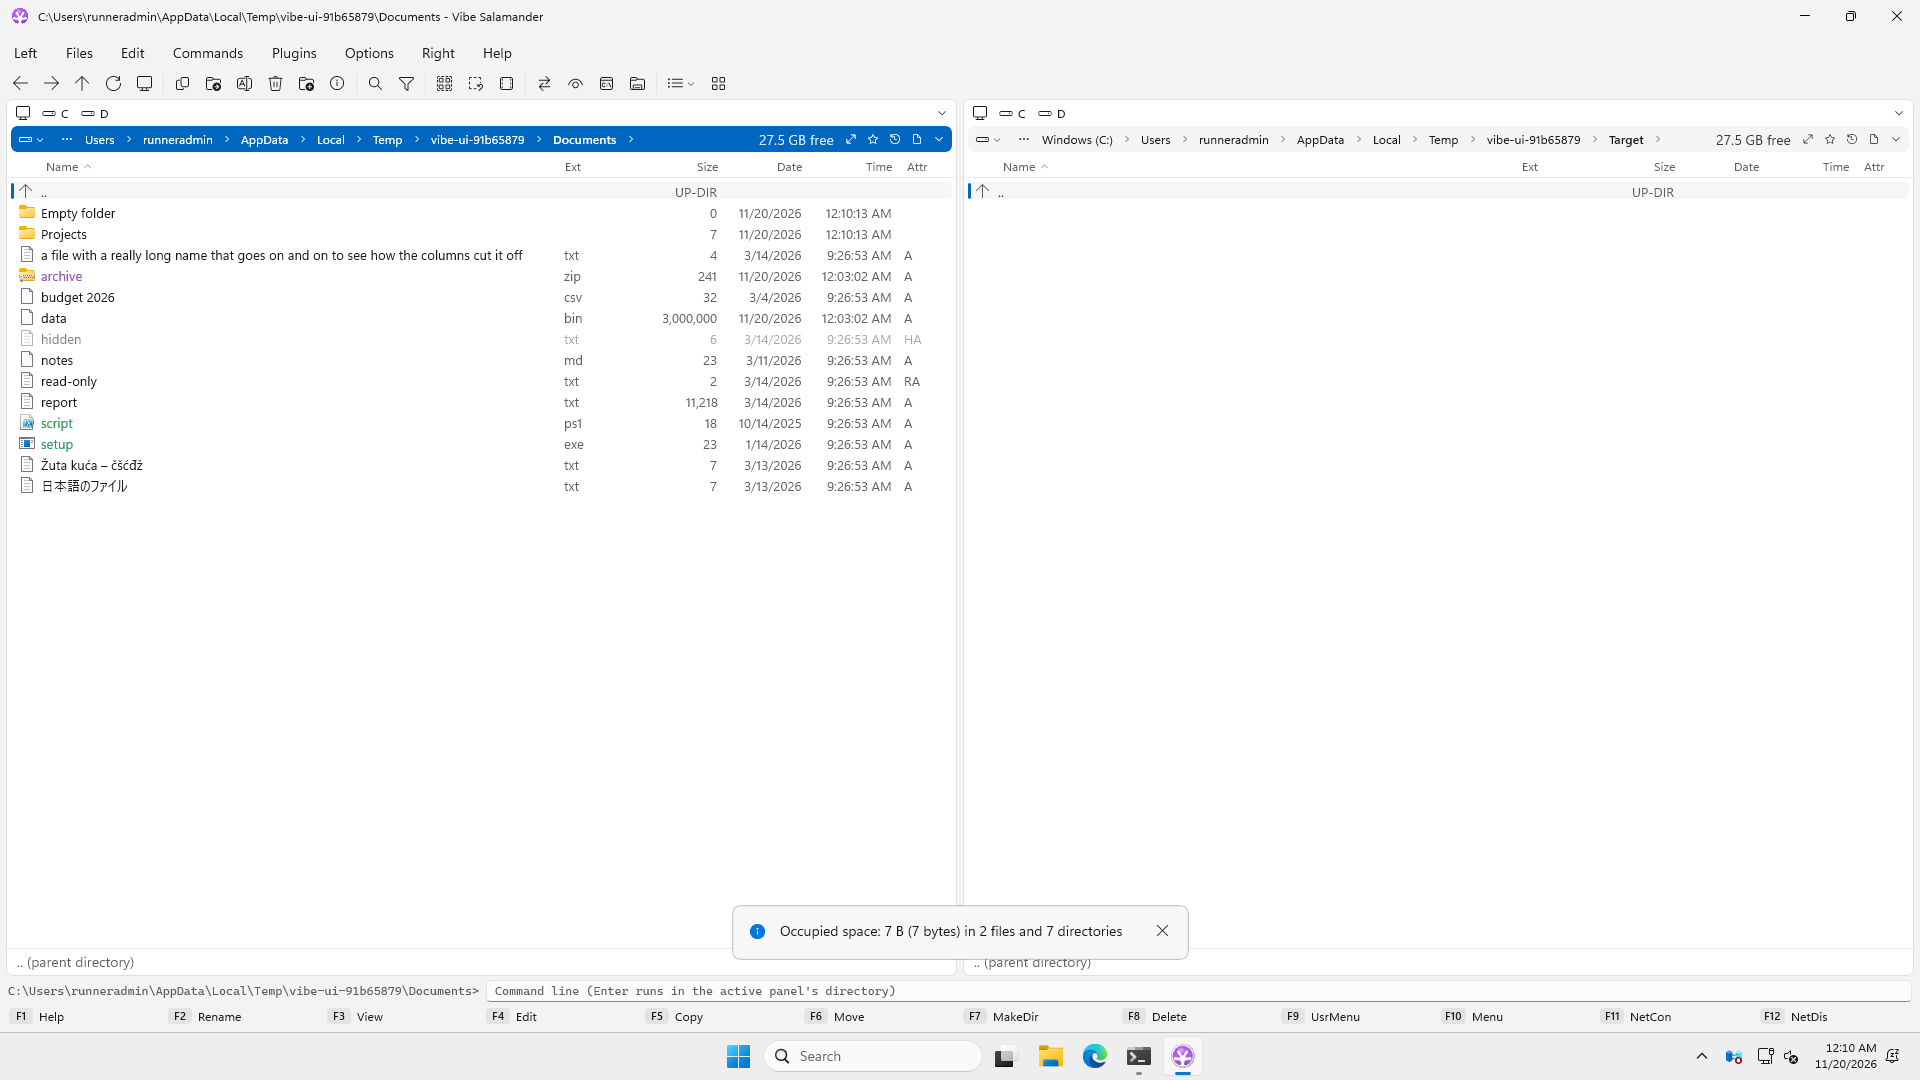 C:\Users\runneradmin\AppData\Local\Temp\vibe-ui-91b65879\Documents - Vibe Salamander
Left Files Edit Commands Plugins Options Right Help
C D
Users runneradmin AppData Local Temp vibe-ui-91b65879 Documents 27.5 GB free
Name Ext Size Date Time Attr
.. UP-DIR
Empty folder 0 11/20/2026 12:10:13 AM
Projects 7 11/20/2026 12:10:13 AM
a file with a really long name that goes on and on to see how the columns cut it off txt 4 3/14/2026 9:26:53 AM A
archive zip 241 11/20/2026 12:03:02 AM A
budget 2026 csv 32 3/4/2026 9:26:53 AM A
data bin 3,000,000 11/20/2026 12:03:02 AM A
hidden txt 6 3/14/2026 9:26:53 AM HA
notes md 23 3/11/2026 9:26:53 AM A
read-only txt 2 3/14/2026 9:26:53 AM RA
report txt 11,218 3/14/2026 9:26:53 AM A
script ps1 18 10/14/2025 9:26:53 AM A
setup exe 23 1/14/2026 9:26:53 AM A
Žuta kuća – čšćđž txt 7 3/13/2026 9:26:53 AM A
日本語のファイル txt 7 3/13/2026 9:26:53 AM A
.. (parent directory)
C D
Windows (C:) Users runneradmin AppData Local Temp vibe-ui-91b65879 Target 27.5 GB free
Name Ext Size Date Time Attr
.. UP-DIR
.. (parent directory)
Occupied space: 7 B (7 bytes) in 2 files and 7 directories
C:\Users\runneradmin\AppData\Local\Temp\vibe-ui-91b65879\Documents> Command line (Enter runs in the active panel's directory)
F1 Help F2 Rename F3 View F4 Edit F5 Copy F6 Move F7 MakeDir F8 Delete F9 UsrMenu F10 Menu F11 NetCon F12 NetDis
Search
12:10 AM
11/20/2026